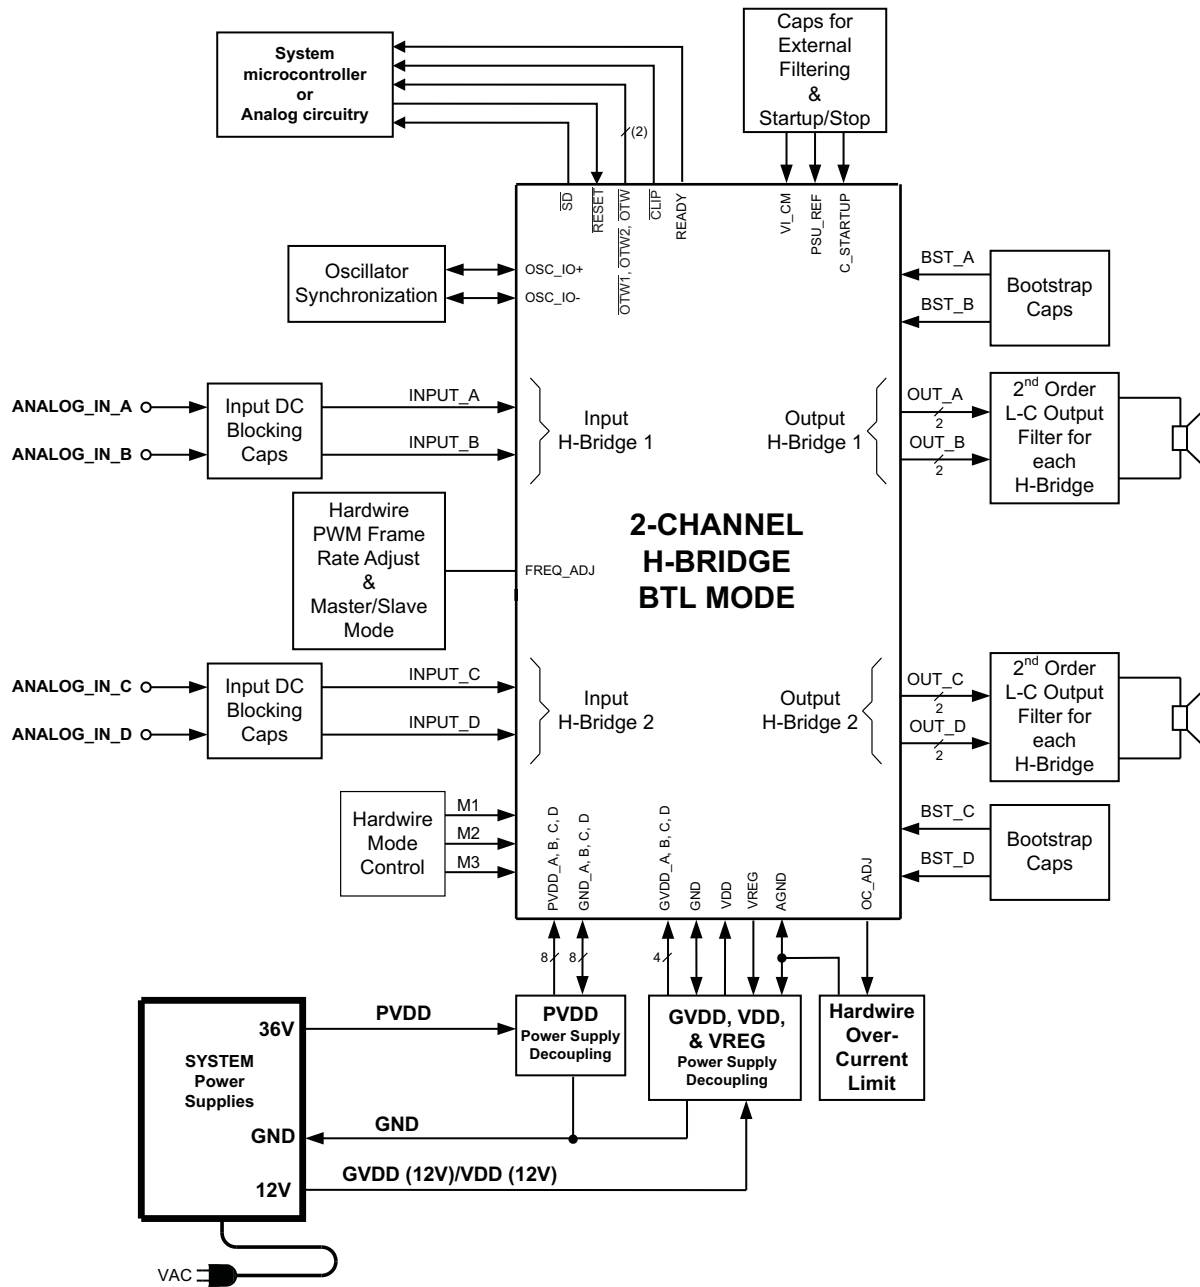 System
microcontroller
or
Analog circuitry
Caps for
External
Filtering
&
Startup/Stop
(2)
SD
RESET
OTW1, OTW2, OTW
CLIP
READY
VI_CM
PSU_REF
C_STARTUP
Oscillator
Synchronization
OSC_IO+
OSC_IO-
BST_A
BST_B
Bootstrap
Caps
ANALOG_IN_A
ANALOG_IN_B
Input DC
Blocking
Caps
INPUT_A
INPUT_B
Input
H-Bridge 1
Output
H-Bridge 1
OUT_A
2
OUT_B
2
2nd Order
L-C Output
Filter for
each
H-Bridge
Hardwire
PWM Frame
Rate Adjust
&
Master/Slave
Mode
FREQ_ADJ
2-CHANNEL
H-BRIDGE
BTL MODE
ANALOG_IN_C
ANALOG_IN_D
Input DC
Blocking
Caps
INPUT_C
INPUT_D
Input
H-Bridge 2
Output
H-Bridge 2
OUT_C
2
OUT_D
2
2nd Order
L-C Output
Filter for
each
H-Bridge
Hardwire
Mode
Control
M1
M2
M3
PVDD_A, B, C, D
GND_A, B, C, D
GVDD_A, B, C, D
GND
VDD
VREG
AGND
OC_ADJ
BST_C
BST_D
Bootstrap
Caps
8
8
4
36V
SYSTEM
Power
Supplies
GND
12V
PVDD
PVDD
Power Supply
Decoupling
GVDD, VDD,
& VREG
Power Supply
Decoupling
Hardwire
Over-
Current
Limit
GND
GVDD (12V)/VDD (12V)
VAC